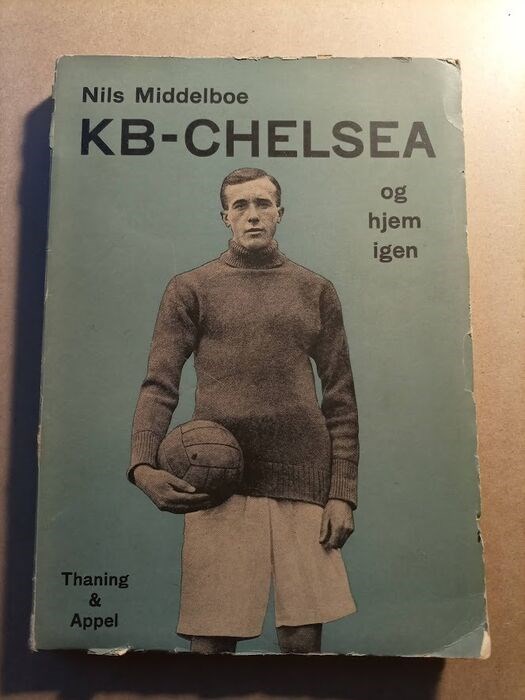 Nils Middelboe
KB-CHELSEA
og
hjem
igen
Thaning
&
Appel